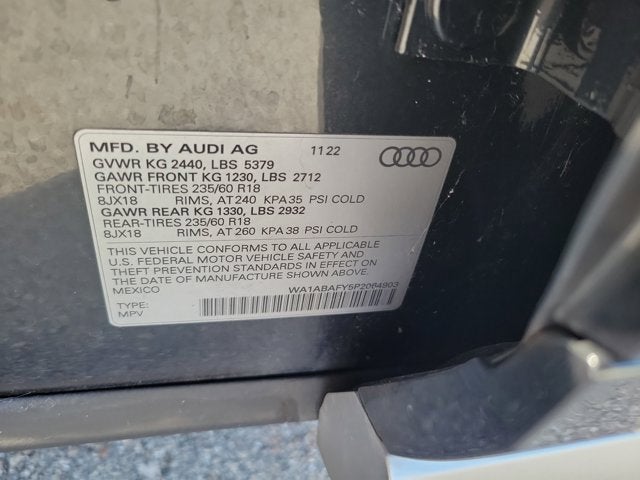 MFD. BY AUDI AG 11 22
GVWR KG 2440, LBS 5379
GAWR FRONT KG 1230, LBS 2712
FRONT-TIRES 235/60 R18
8JX18 RIMS, AT 240 KPA 35 PSI COLD
GAWR REAR KG 1330, LBS 2932
REAR-TIRES 235/60 R18
8JX18 RIMS, AT 260 KPA 38 PSI COLD
THIS VEHICLE CONFORMS TO ALL APPLICABLE
U.S. FEDERAL MOTOR VEHICLE SAFETY
THEFT PREVENTION STANDARDS IN EFFECT ON
THE DATE OF MANUFACTURE SHOWN ABOVE.
MEXICO WA1ABAFY5P2064903
TYPE:
MPV